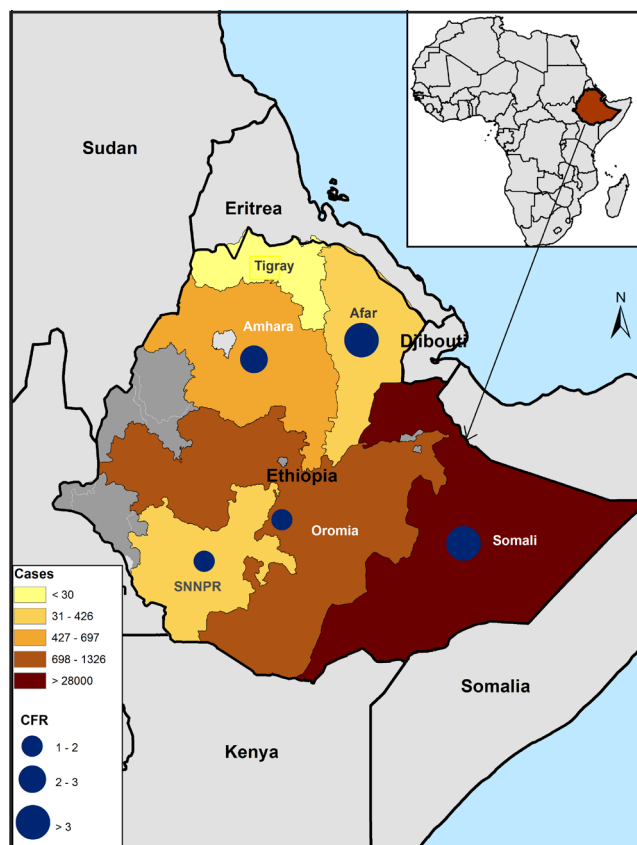 Sudan
Eritrea
Tigray
Afar
Amhara
Djibouti
N
Ethiopia
Oromia
Somali
SNNPR
Somalia
Kenya
Cases
< 30
31 - 426
427 - 697
698 - 1326
> 28000
CFR
1 - 2
2 - 3
> 3